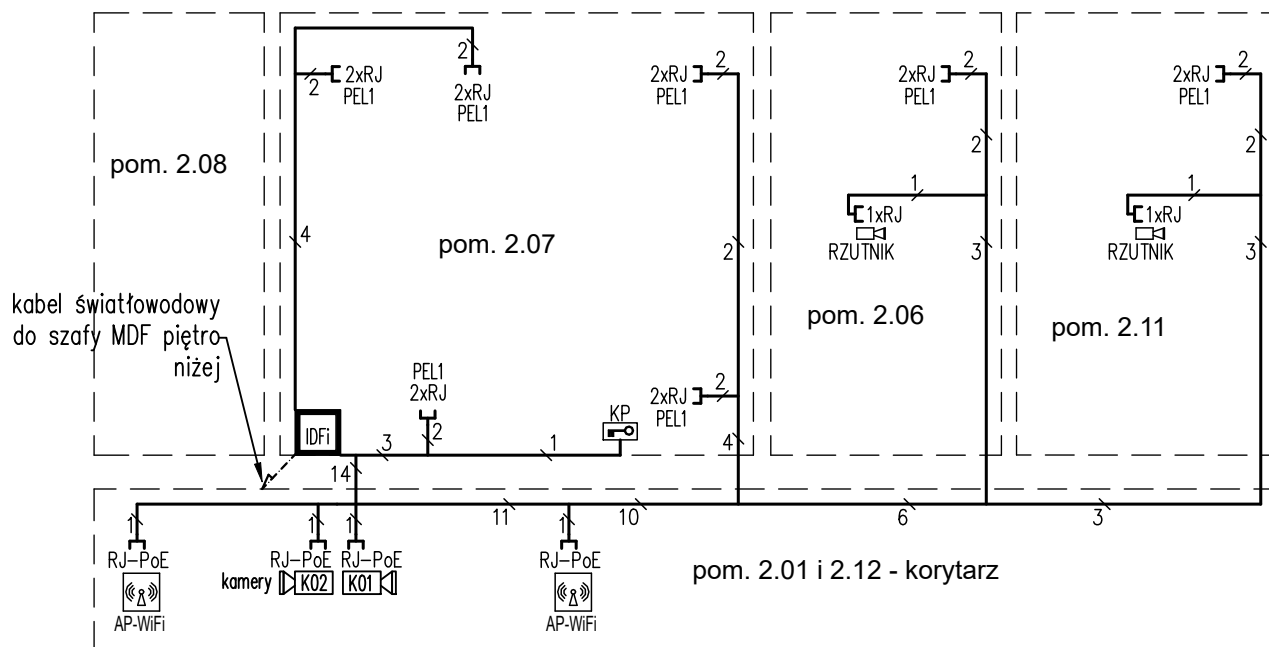 2
2
2xRJ
PEL1
2xRJ
PEL1
2
2xRJ
PEL1
2
2xRJ
PEL1
2
2xRJ
PEL1
2
2
pom. 2.08
1
1xRJ
RZUTNIK
1
1xRJ
RZUTNIK
4
pom. 2.07
2
3
3
kabel światłowodowy
do szafy MDF piętro
niżej
pom. 2.06
pom. 2.11
PEL1
2xRJ
2
2xRJ
PEL1
2
KP
IDFi
3
2
1
4
14
1
1
1
11
1
10
6
3
RJ-PoE
AP-WiFi
RJ-PoE
kamery
K02
RJ-PoE
K01
RJ-PoE
AP-WiFi
pom. 2.01 i 2.12 - korytarz